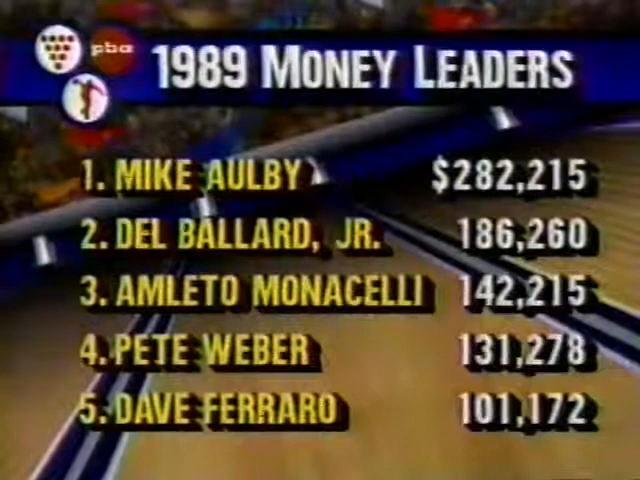 pba
1989 MONEY LEADERS
1. MIKE AULBY $282,215
2. DEL BALLARD, JR. 186,260
3. AMLETO MONACELLI 142,215
4. PETE WEBER 131,278
5. DAVE FERRARO 101,172